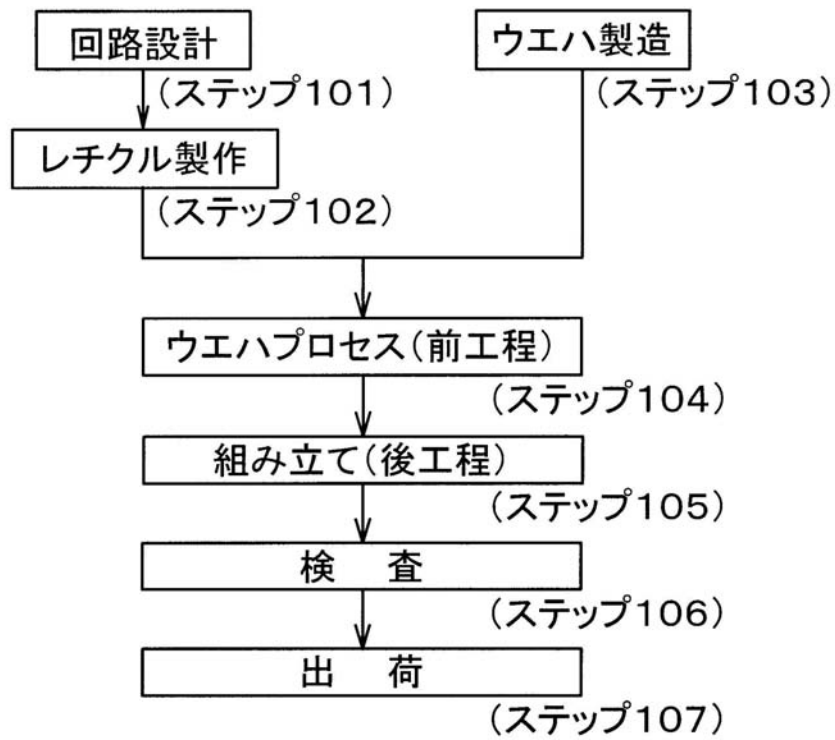 回路設計
ウエハ製造
(ステップ101)
(ステップ103)
レチクル製作
(ステップ102)
ウエハプロセス(前工程)
(ステップ104)
組み立て(後工程)
(ステップ105)
検　査
(ステップ106)
出　荷
(ステップ107)